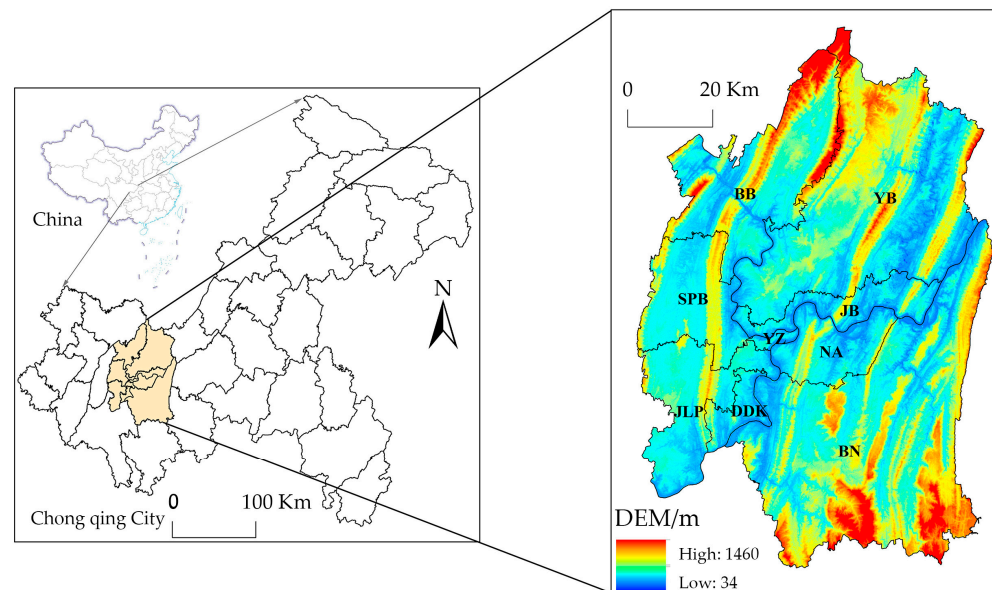 China
N
0
100 Km
Chong qing City
0
20 Km
BB
YB
SPB
JB
YZ
NA
JLP
DDK
BN
DEM/m
High: 1460
Low: 34